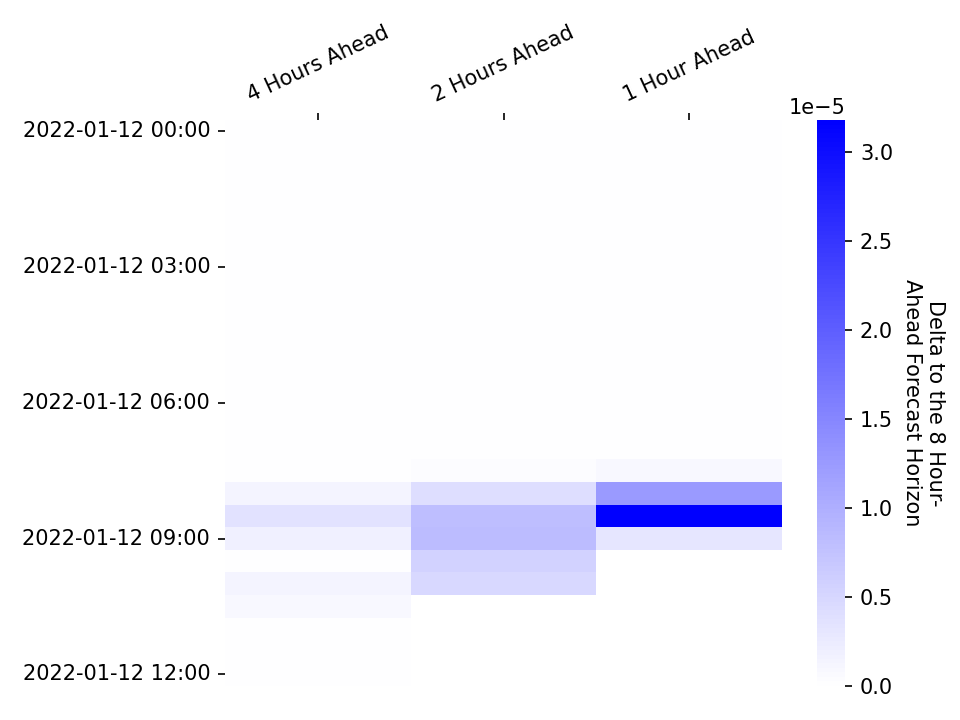 4 Hours Ahead
2 Hours Ahead
1 Hour Ahead
1e−5
2022-01-12 00:00
2022-01-12 03:00
2022-01-12 06:00
2022-01-12 09:00
2022-01-12 12:00
3.0
2.5
2.0
1.5
1.0
0.5
0.0
Delta to the 8 Hour-
Ahead Forecast Horizon